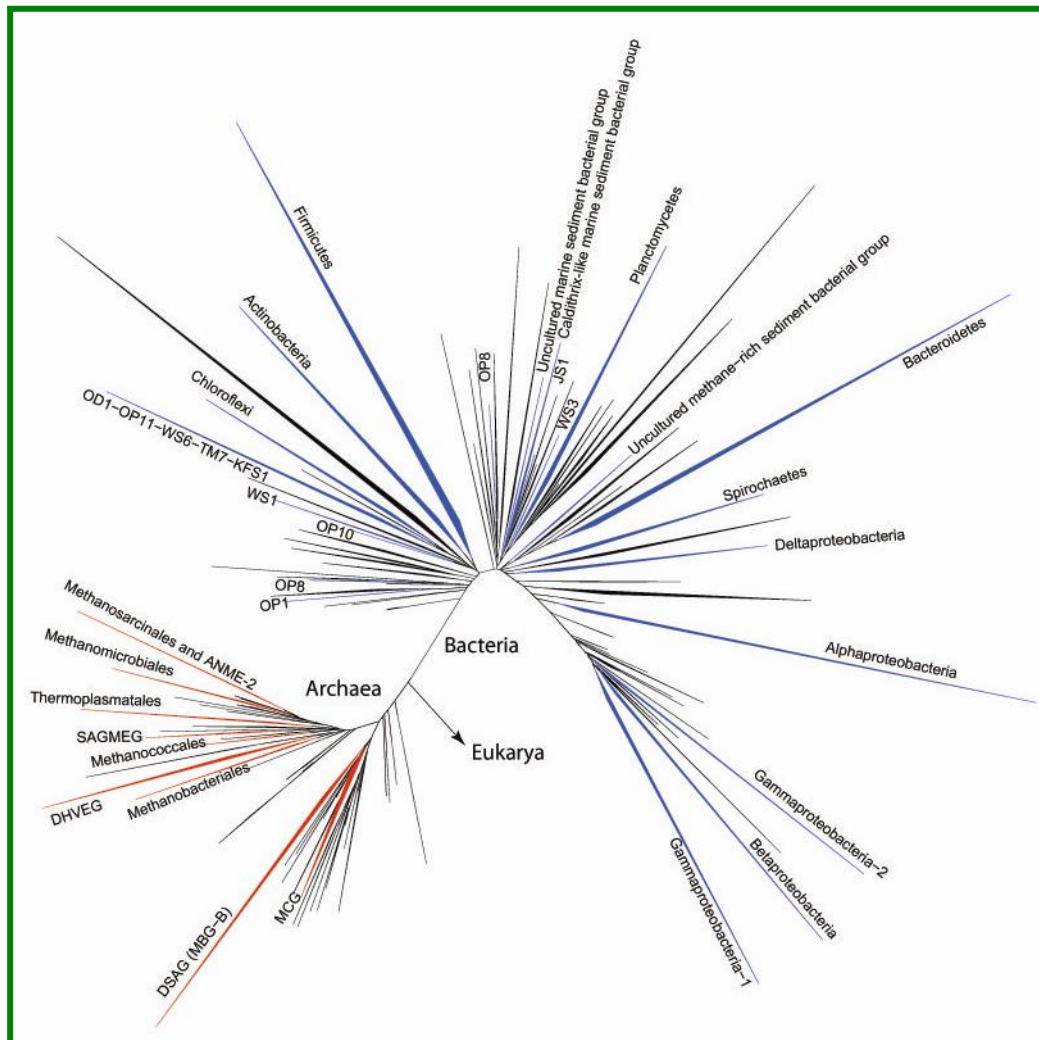 Uncultured marine sediment bacterial group
Caldithrix-like marine sediment bacterial group
Firmicutes
Planctomycetes
Uncultured methane-rich sediment bacterial group
Actinobacteria
OP8
JS1
Bacteroidetes
Chloroflexi
WS3
OD1-OP11-WS6-TM7-KFS1
WS1
Spirochaetes
OP10
Deltaproteobacteria
OP8
OP1
Methanosarcinales and ANME-2
Bacteria
Alphaproteobacteria
Methanomicrobiales
Archaea
Thermoplasmatales
SAGMEG
Eukarya
Methanococcales
Methanobacteriales
DHVEG
Gammaproteobacteria-2
Betaproteobacteria
MCG
Gammaproteobacteria-1
DSAG (MBG-B)